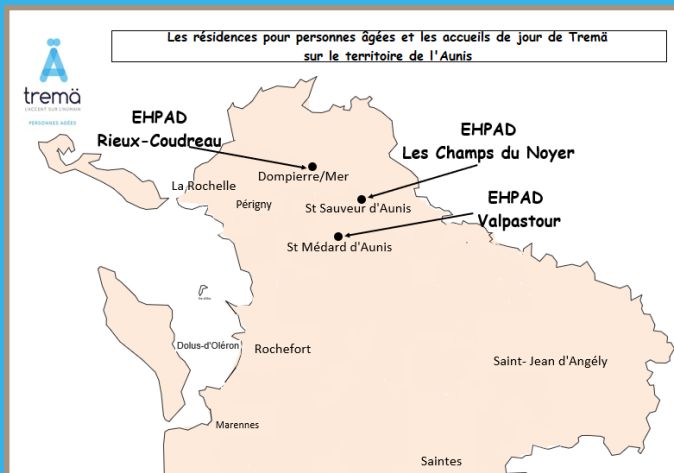 Les résidences pour personnes âgées et les accueils de jour de Tremä
sur le territoire de l'Aunis
Ä
tremä
L'ACCENT SUR L'HUMAIN
PERSONNES AGÉES
EHPAD
Rieux-Coudreau
EHPAD
Les Champs du Noyer
Dompierre/Mer
La Rochelle
Périgny
St Sauveur d'Aunis
EHPAD
Valpastour
St Médard d'Aunis
Dolus-d'Oléron
Rochefort
Saint- Jean d'Angély
Marennes
Saintes